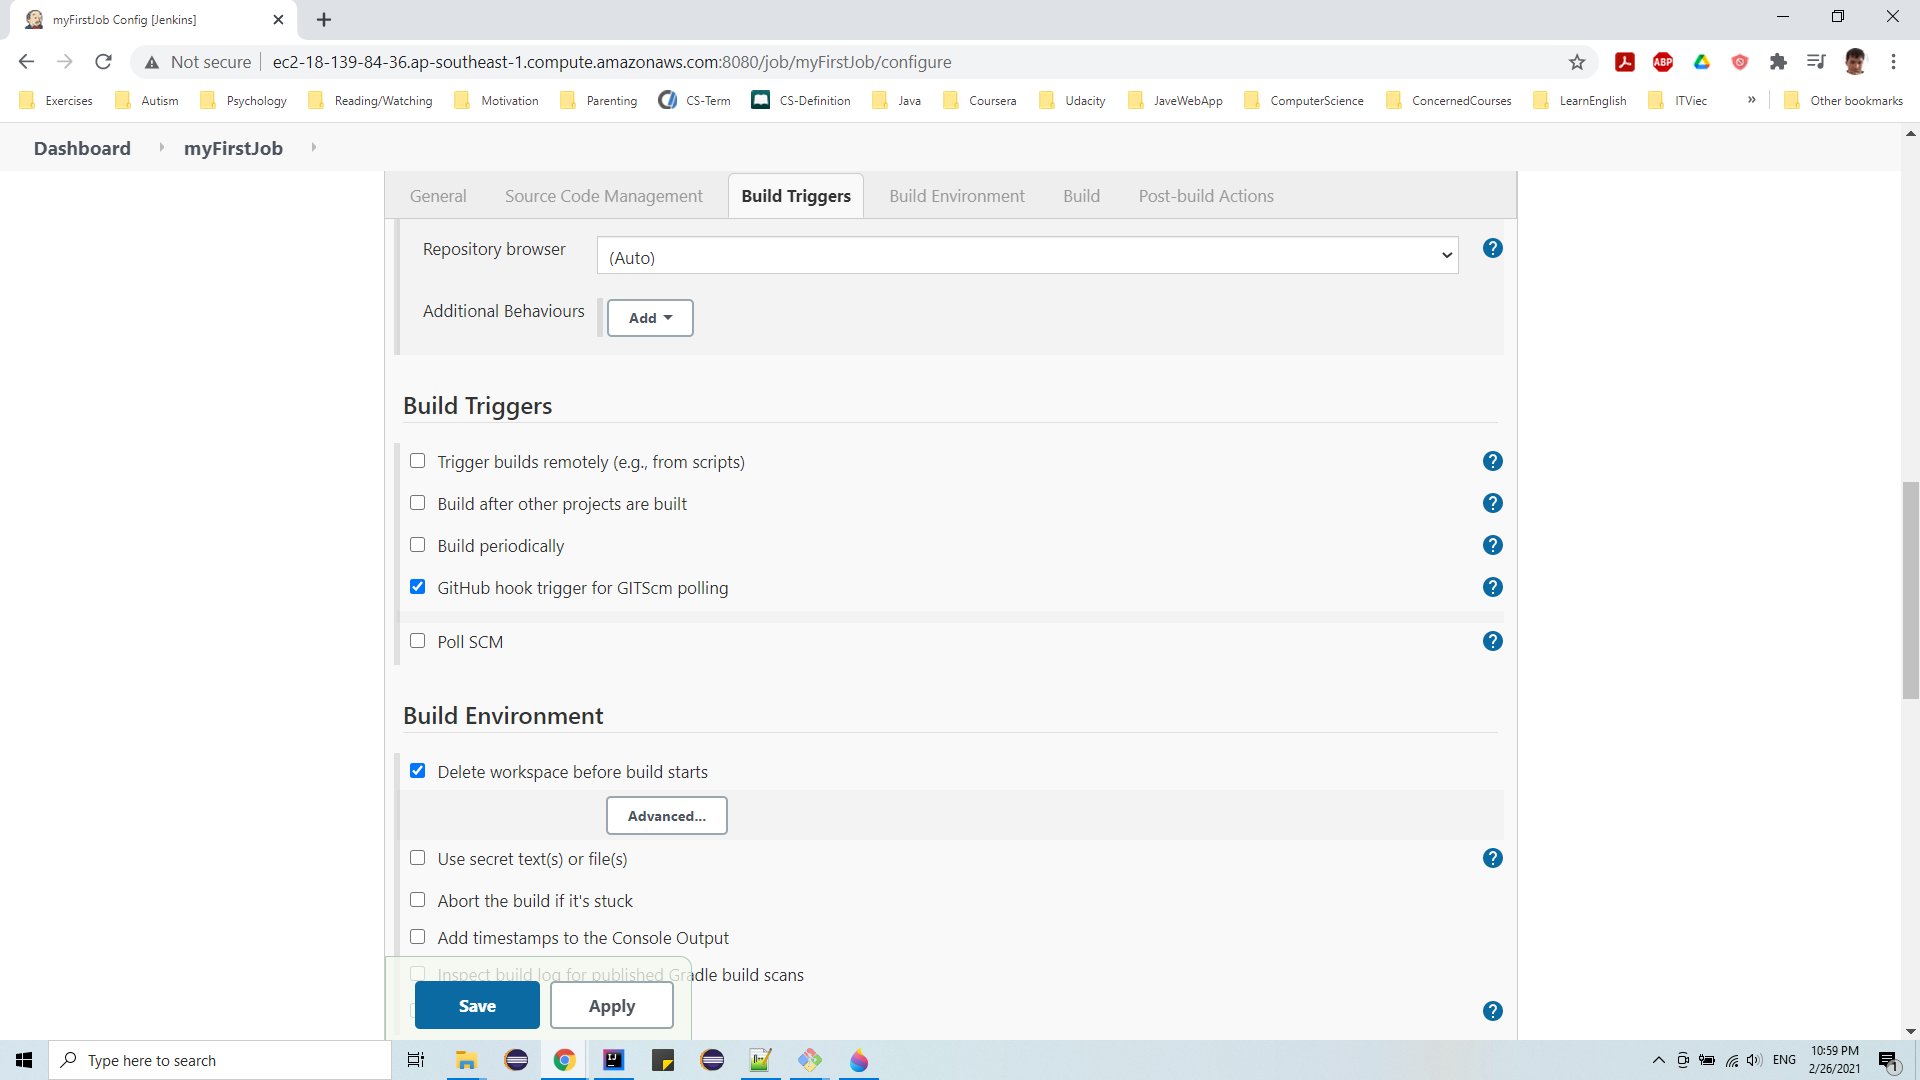 myFirstJob Config [Jenkins]
Not secure ec2-18-139-84-36.ap-southeast-1.compute.amazonaws.com:8080/job/myFirstJob/configure
ABP
Exercises Autism Psychology Reading/Watching Motivation Parenting CS-Term CS-Definition Java Coursera Udacity JaveWebApp ComputerScience ConcernedCourses LearnEnglish ITViec » Other bookmarks
Dashboard myFirstJob
General Source Code Management Build Triggers Build Environment Build Post-build Actions
Repository browser (Auto) ?
Additional Behaviours Add
Build Triggers
Trigger builds remotely (e.g., from scripts) ?
Build after other projects are built ?
Build periodically ?
GitHub hook trigger for GITScm polling ?
Poll SCM ?
Build Environment
Delete workspace before build starts
Advanced...
Use secret text(s) or file(s) ?
Abort the build if it's stuck
Add timestamps to the Console Output
Inspect build log for published Gradle build scans
Save Apply ?
Type here to search
ENG
10:59 PM
2/26/2021
1